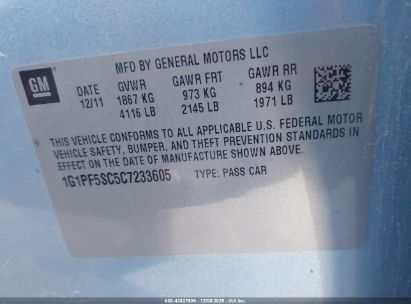 MFD BY GENERAL MOTORS LLC
GM
DATE GVWR GAWR FRT GAWR RR
12/11 1867 KG 973 KG 894 KG
4116 LB 2145 LB 1971 LB
THIS VEHICLE CONFORMS TO ALL APPLICABLE U.S. FEDERAL MOTOR
VEHICLE SAFETY, BUMPER, AND THEFT PREVENTION STANDARDS IN
EFFECT ON THE DATE OF MANUFACTURE SHOWN ABOVE.
1G1PF5SC5C7233605 TYPE: PASS CAR